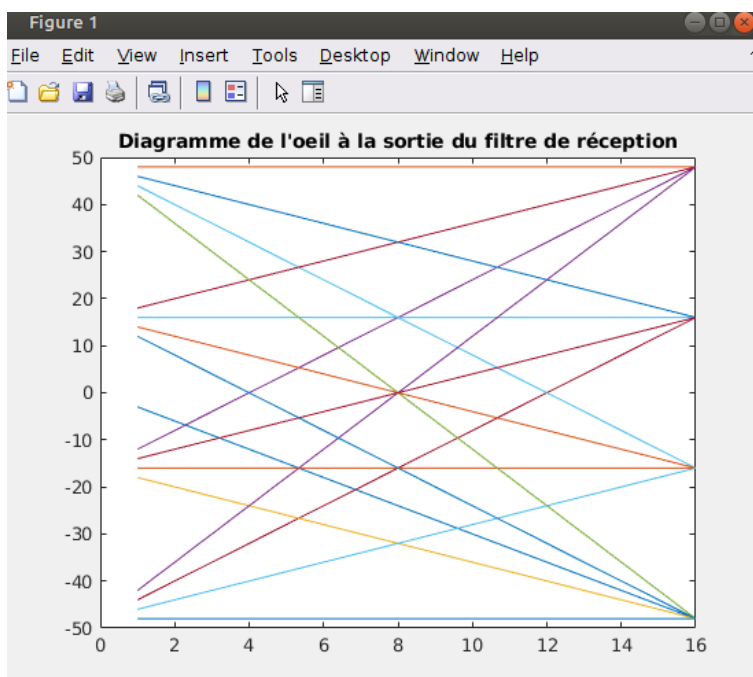 Figure 1
File Edit View Insert Tools Desktop Window Help
Diagramme de l'oeil à la sortie du filtre de réception
50
40
30
20
10
0
-10
-20
-30
-40
-50
0 2 4 6 8 10 12 14 16